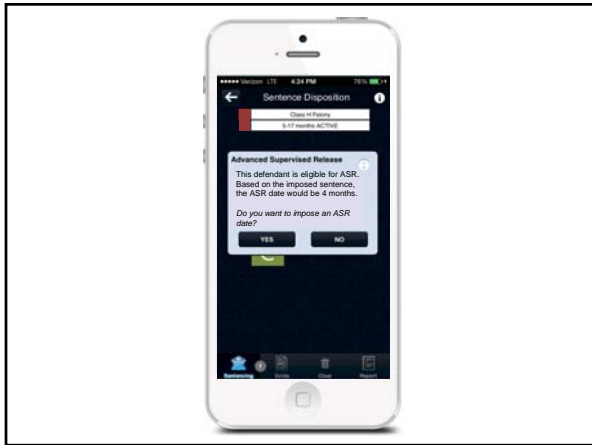 Verizon LTE 4:24 PM 76%
Sentence Disposition
Class H Felony
5-17 months ACTIVE
Advanced Supervised Release
This defendant is eligible for ASR.
Based on the imposed sentence,
the ASR date would be 4 months.
Do you want to impose an ASR
date?
YES NO
Sentencing Grids Clear Report